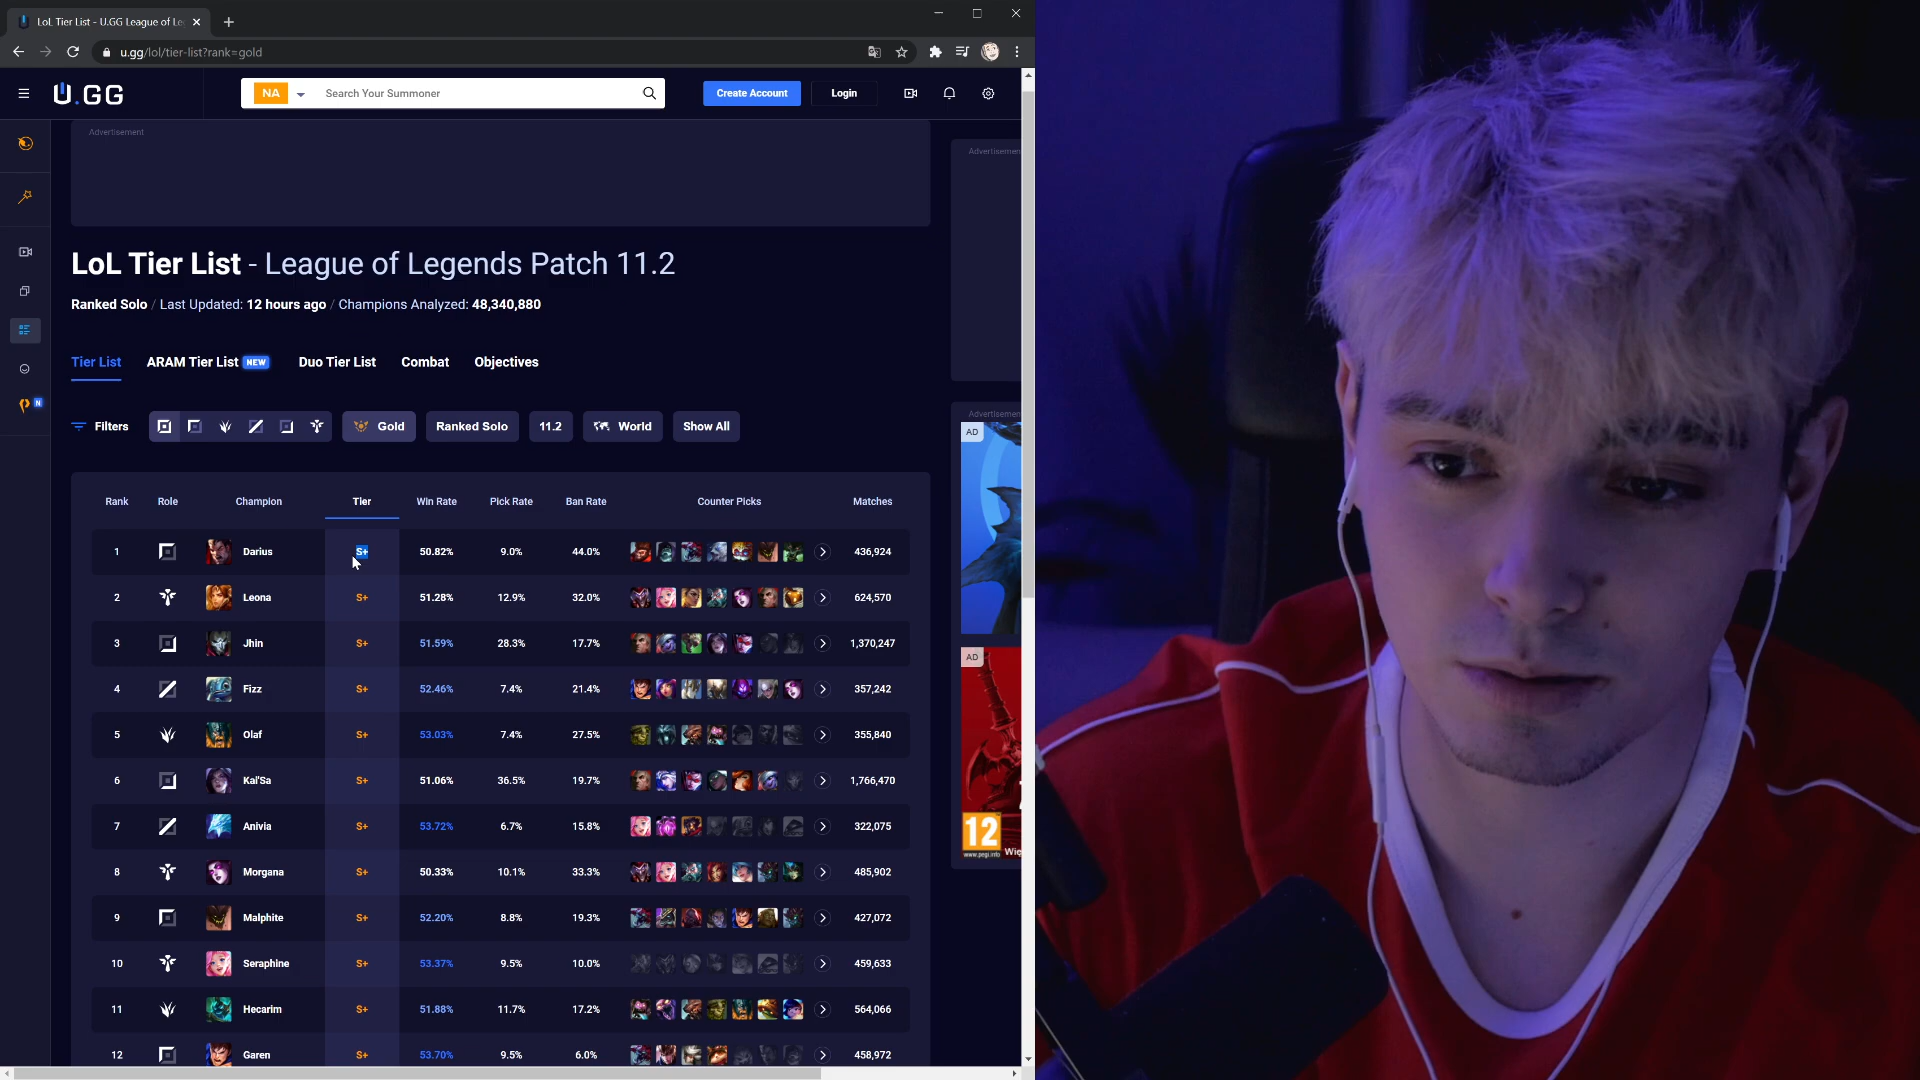 LoL Tier List - U.GG League of Le
u.gg/lol/tier-list?rank=gold
U.GG
NA
Search Your Summoner
Create Account
Login
Advertisement
Advertisemen
LoL Tier List - League of Legends Patch 11.2
Ranked Solo / Last Updated: 12 hours ago / Champions Analyzed: 48,340,880
Tier List
ARAM Tier List NEW
Duo Tier List
Combat
Objectives
N
Filters
Gold
Ranked Solo
11.2
World
Show All
Advertisemen
AD
Rank Role Champion Tier Win Rate Pick Rate Ban Rate Counter Picks Matches
1 Darius S+ 50.82% 9.0% 44.0% 436,924
2 Leona S+ 51.28% 12.9% 32.0% 624,570
3 Jhin S+ 51.59% 28.3% 17.7% 1,370,247
AD
4 Fizz S+ 52.46% 7.4% 21.4% 357,242
5 Olaf S+ 53.03% 7.4% 27.5% 355,840
6 Kai'Sa S+ 51.06% 36.5% 19.7% 1,766,470
7 Anivia S+ 53.72% 6.7% 15.8% 322,075
12
www.pegi.info
Wię
8 Morgana S+ 50.33% 10.1% 33.3% 485,902
9 Malphite S+ 52.20% 8.8% 19.3% 427,072
10 Seraphine S+ 53.37% 9.5% 10.0% 459,633
11 Hecarim S+ 51.88% 11.7% 17.2% 564,066
12 Garen S+ 53.70% 9.5% 6.0% 458,972